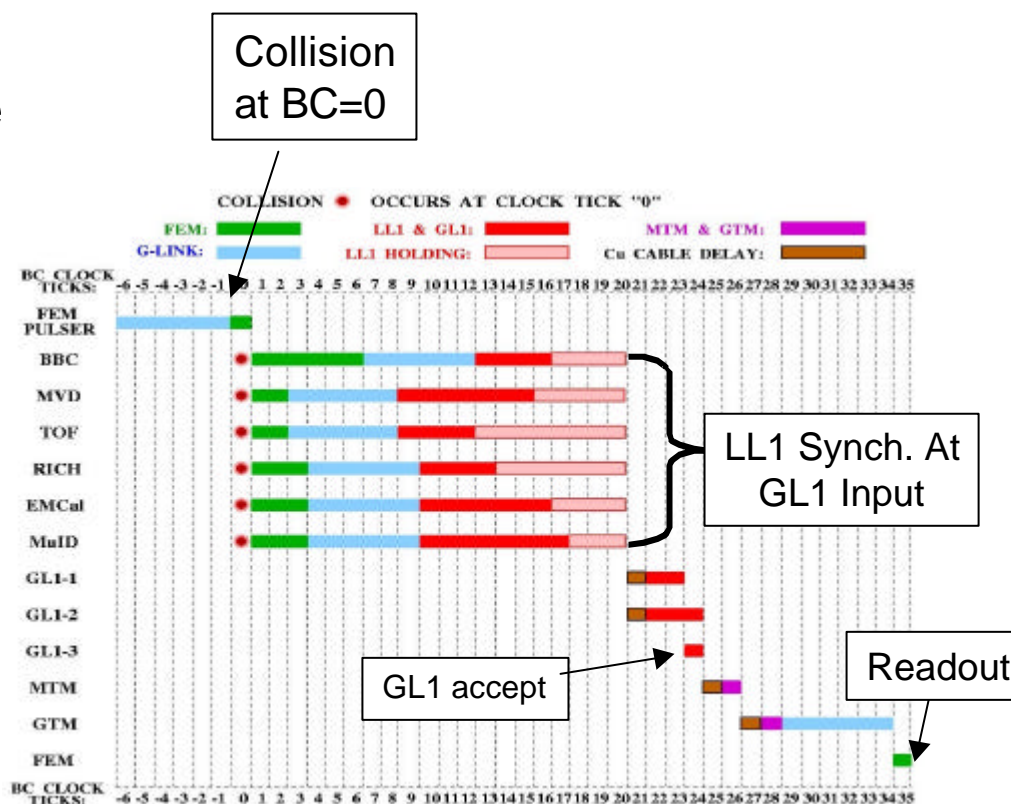 Collision
at BC=0
e
COLLISION OCCURS AT CLOCK TICK "0"
FEM: LL1 & GL1: MTM & GTM:
G-LINK: LL1 HOLDING: Cu CABLE DELAY:
BC CLOCK
TICKS: -6 -5 -4 -3 -2 -1 0 1 2 3 4 5 6 7 8 9 10 11 12 13 14 15 16 17 18 19 20 21 22 23 24 25 26 27 28 29 30 31 32 33 34 35
FEM
PULSER
BBC
MVD
TOF
RICH
EMCal
MuID
LL1 Synch. At
GL1 Input
GL1-1
GL1-2
GL1-3
GL1 accept
Readout
MTM
GTM
FEM
BC CLOCK
TICKS: -6 -5 -4 -3 -2 -1 0 1 2 3 4 5 6 7 8 9 10 11 12 13 14 15 16 17 18 19 20 21 22 23 24 25 26 27 28 29 30 31 32 33 34 35